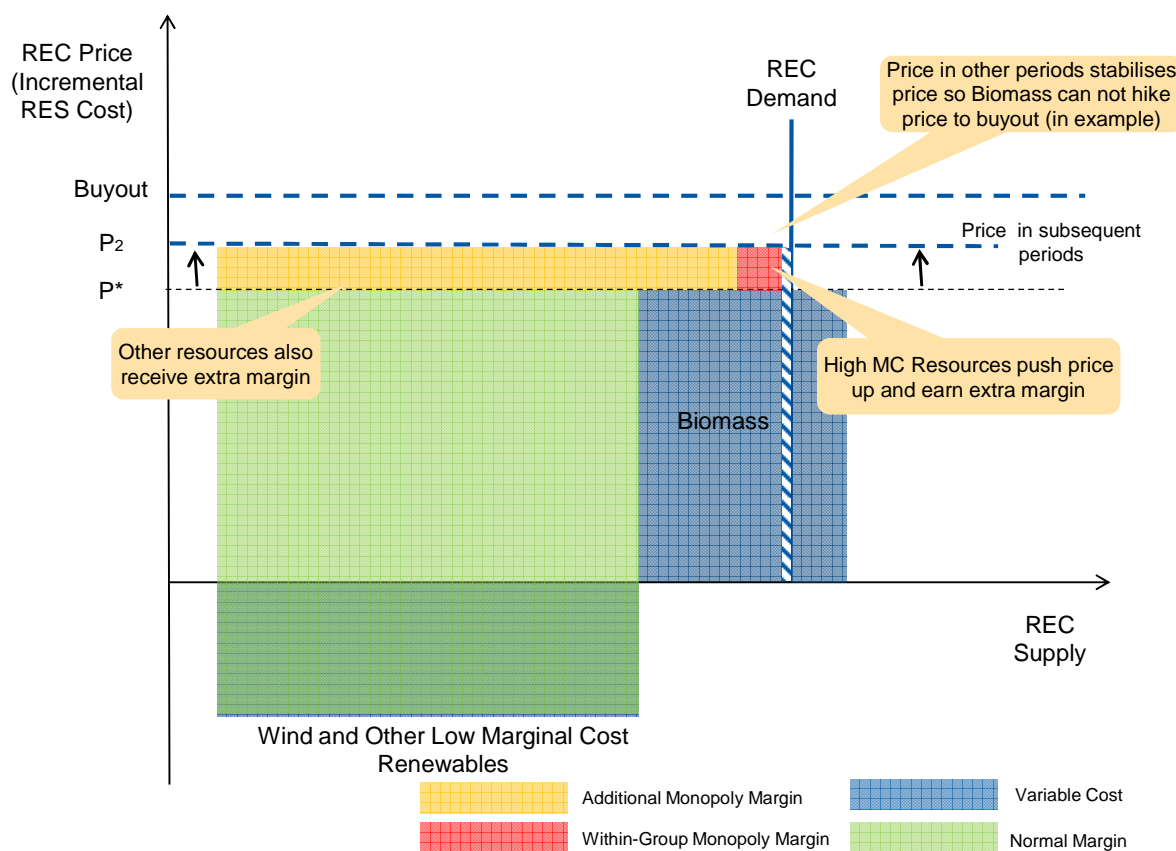 REC Price
(Incremental
RES Cost)
REC
Demand
Price in other periods stabilises
price so Biomass can not hike
price to buyout (in example)
Buyout
P2
Price in subsequent
periods
P*
Other resources also
receive extra margin
High MC Resources push price
up and earn extra margin
Biomass
REC
Supply
Wind and Other Low Marginal Cost
Renewables
Additional Monopoly Margin
Variable Cost
Within-Group Monopoly Margin
Normal Margin